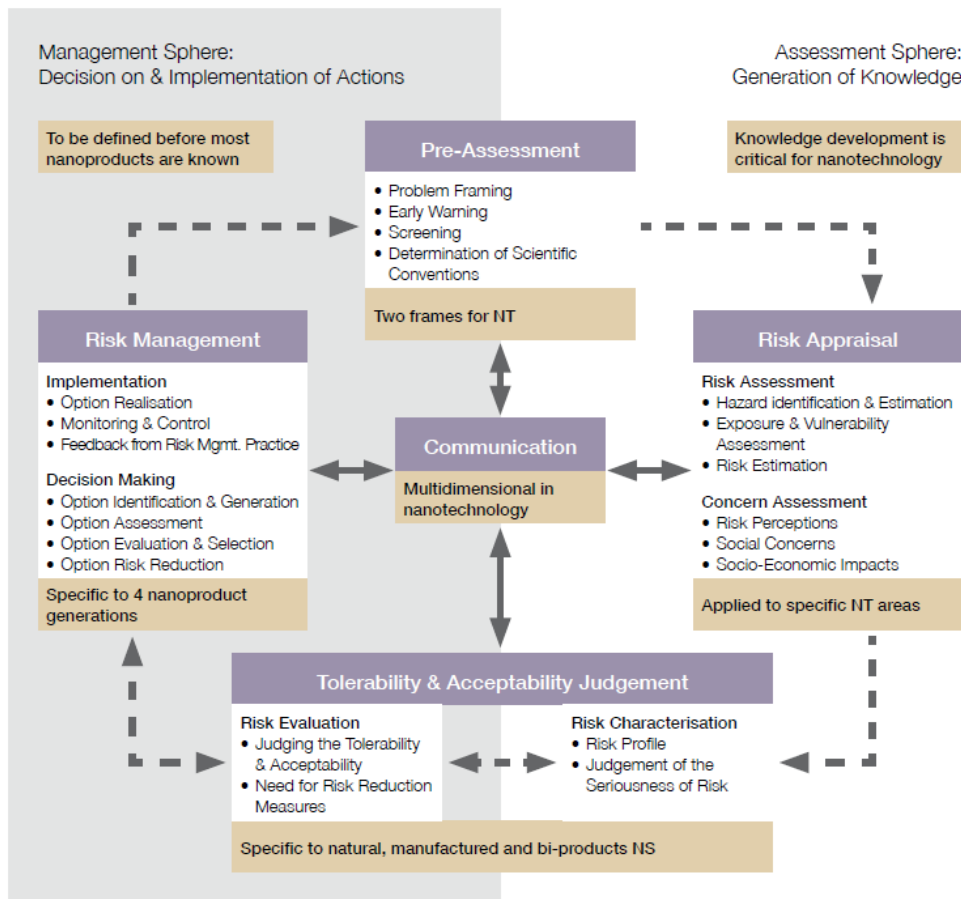 Management Sphere:
Decision on & Implementation of Actions
Assessment Sphere:
Generation of Knowledge
To be defined before most
nanoproducts are known
Knowledge development is
critical for nanotechnology
Pre-Assessment
• Problem Framing
• Early Warning
• Screening
• Determination of Scientific
Conventions
Two frames for NT
Risk Management
Implementation
• Option Realisation
• Monitoring & Control
• Feedback from Risk Mgmt. Practice
Decision Making
• Option Identification & Generation
• Option Assessment
• Option Evaluation & Selection
• Option Risk Reduction
Specific to 4 nanoproduct
generations
Communication
Multidimensional in
nanotechnology
Risk Appraisal
Risk Assessment
• Hazard identification & Estimation
• Exposure & Vulnerability
Assessment
• Risk Estimation
Concern Assessment
• Risk Perceptions
• Social Concerns
• Socio-Economic Impacts
Applied to specific NT areas
Tolerability & Acceptability Judgement
Risk Evaluation
• Judging the Tolerability
& Acceptability
• Need for Risk Reduction
Measures
Risk Characterisation
• Risk Profile
• Judgement of the
Seriousness of Risk
Specific to natural, manufactured and bi-products NS